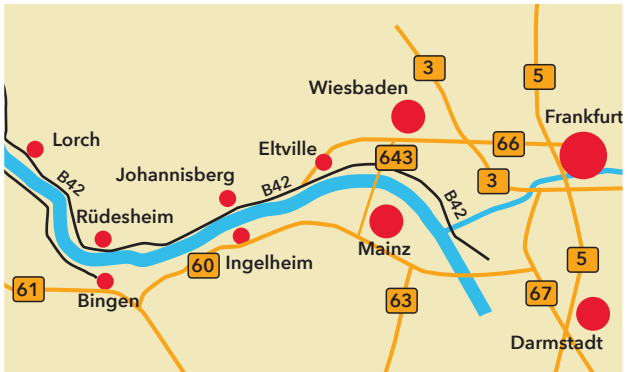 3
5
Wiesbaden
Frankfurt
Lorch
66
Eltville
643
B42
Johannisberg
B42
3
B42
Rüdesheim
Mainz
60
Ingelheim
5
61
Bingen
63
67
Darmstadt